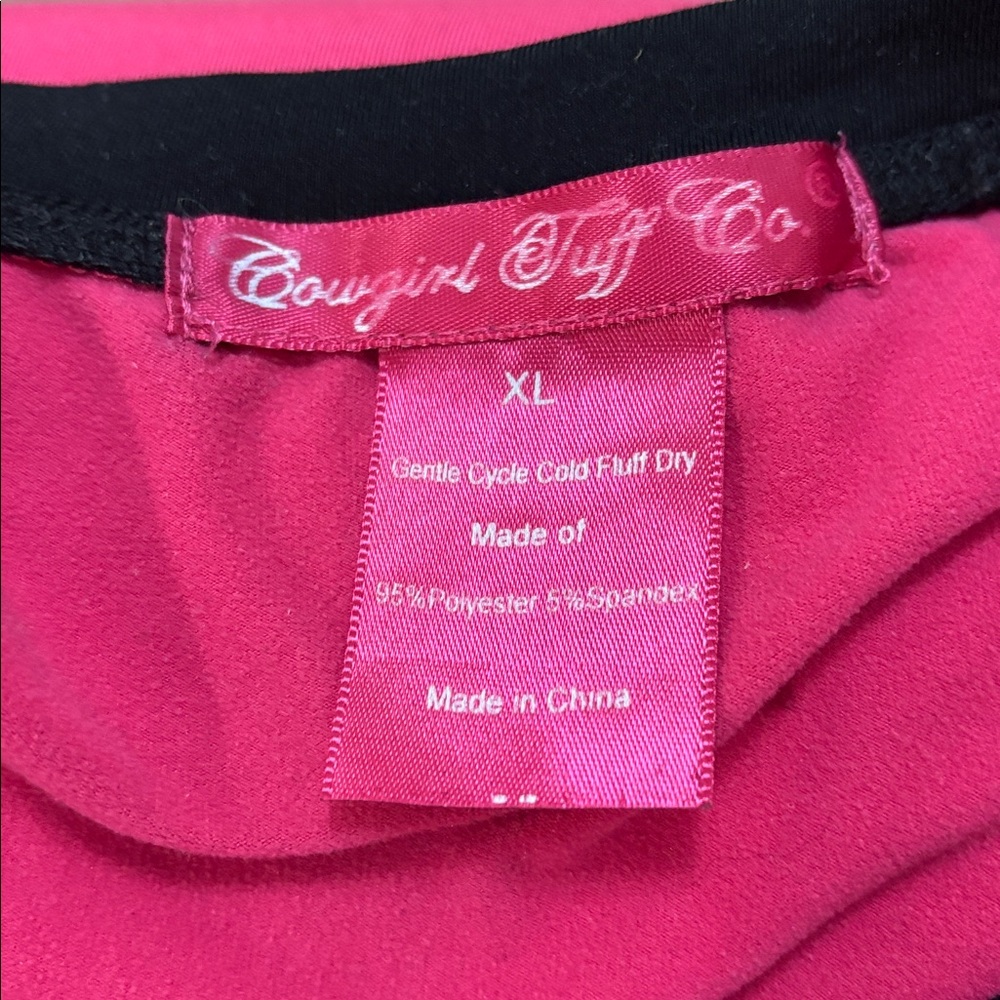 Cowgirl Tuff Co.
XL
Gentle Cycle Cold Fluff Dry
Made of
95%Polyester 5%Spandex
Made in China